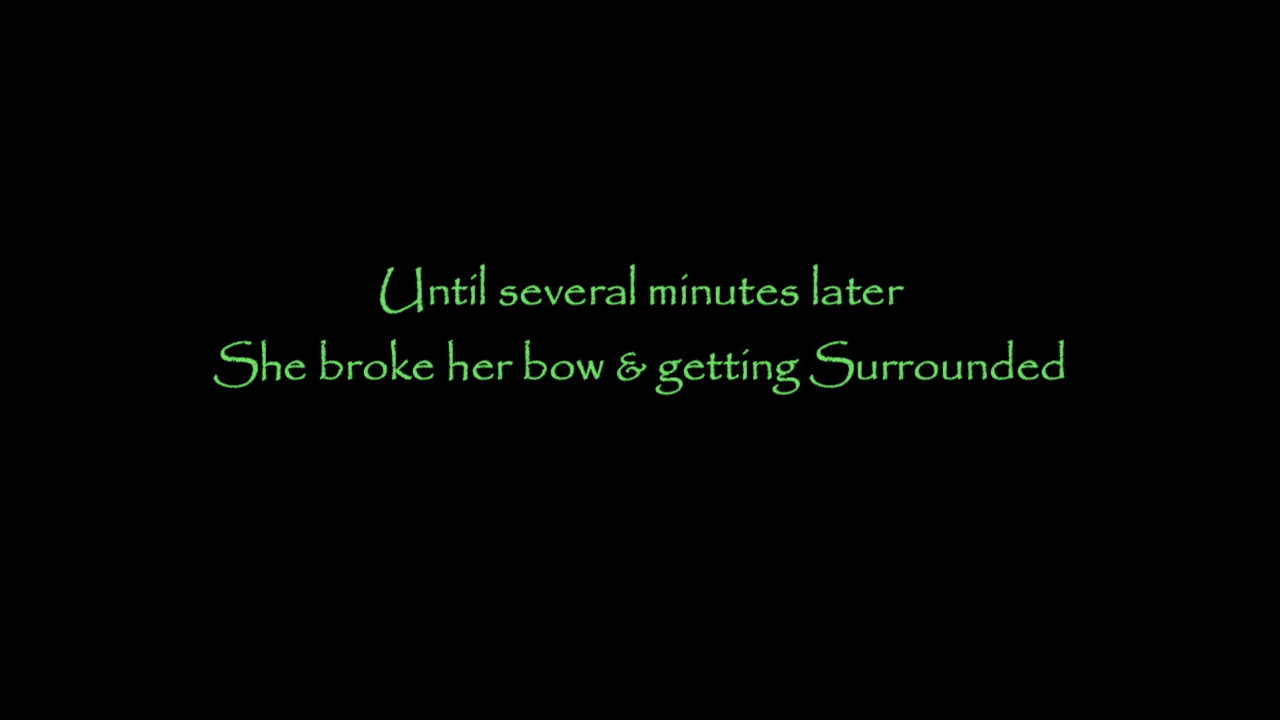 Until several minutes later
She broke her bow & getting Surrounded